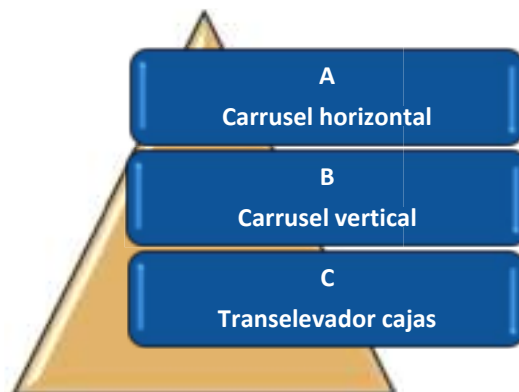 A
Carrusel horizontal
B
Carrusel vertical
C
Transelevador cajas